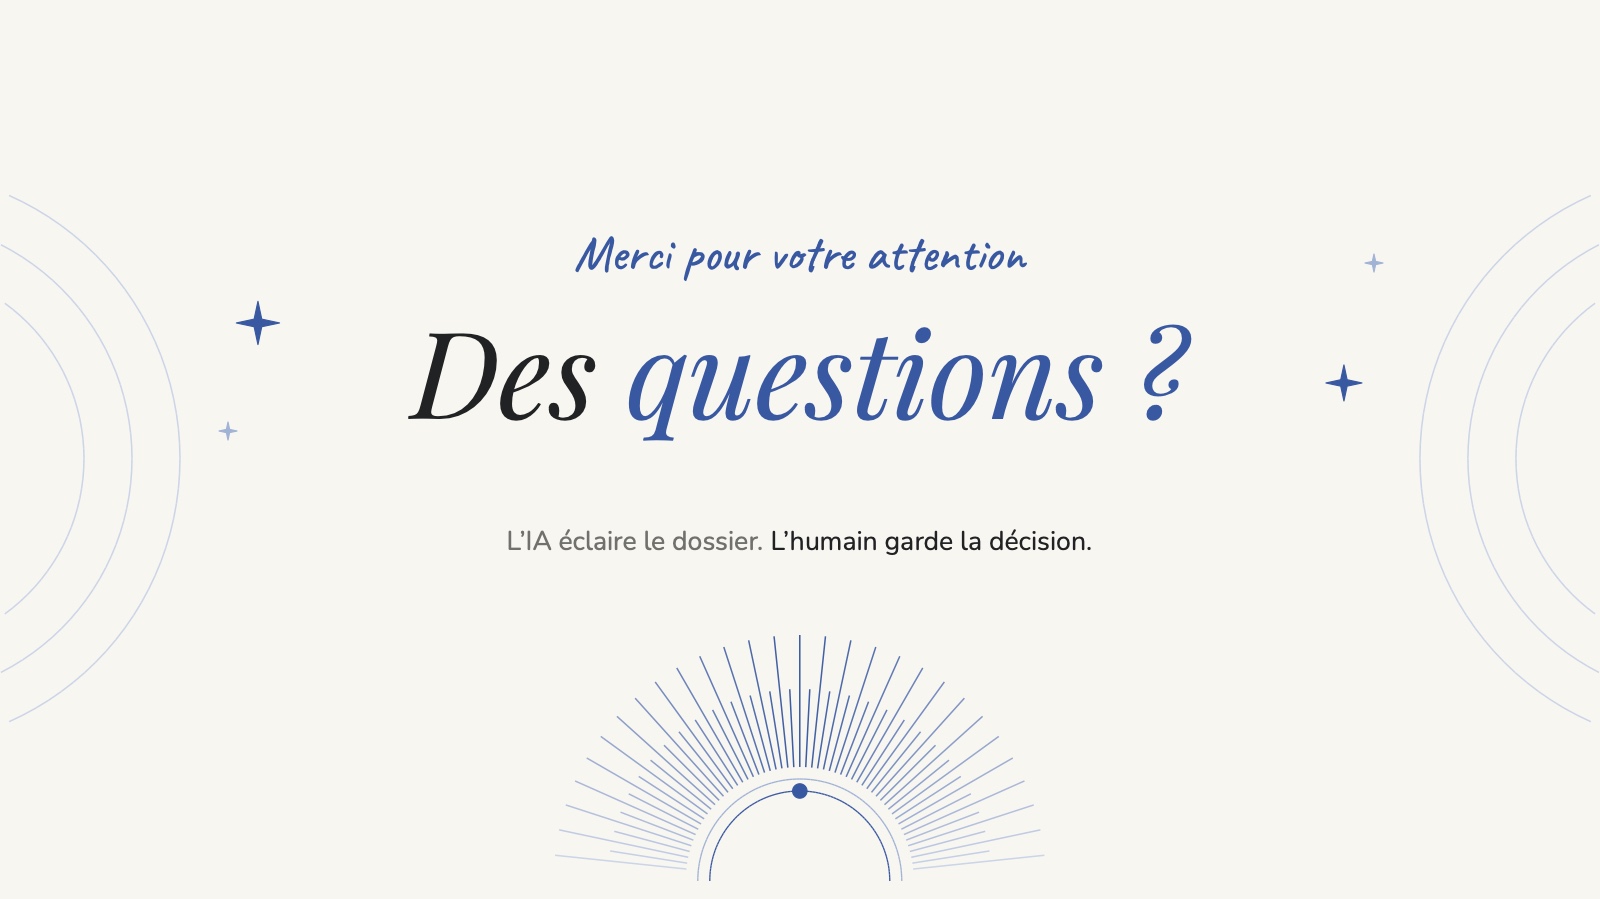 Merci pour votre attention
Des questions ?
L’IA éclaire le dossier. L’humain garde la décision.